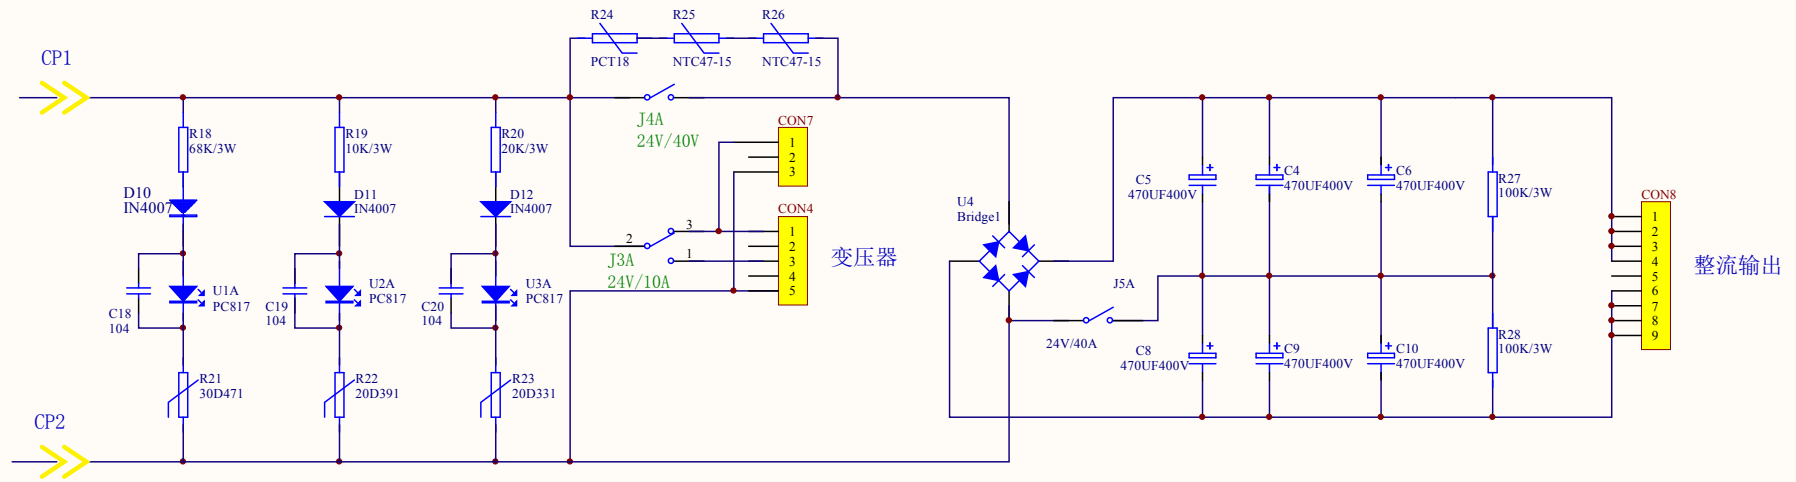 CP1
CP2
R24
PCT18
R25
NTC47-15
R26
NTC47-15
J4A
24V/40V
R18
68K/3W
D10
IN4007
U1A
PC817
C18
104
R21
30D471
R19
10K/3W
D11
IN4007
U2A
PC817
C19
104
R22
20D391
R20
20K/3W
D12
IN4007
U3A
PC817
C20
104
R23
20D331
2
3
1
J3A
24V/10A
CON7
1
2
3
CON4
1
2
3
4
5
变压器
U4
Bridge1
J5A
24V/40A
C5
470UF400V
C4
470UF400V
C6
470UF400V
R27
100K/3W
C8
470UF400V
C9
470UF400V
C10
470UF400V
R28
100K/3W
CON8
1
2
3
4
5
6
7
8
9
整流输出